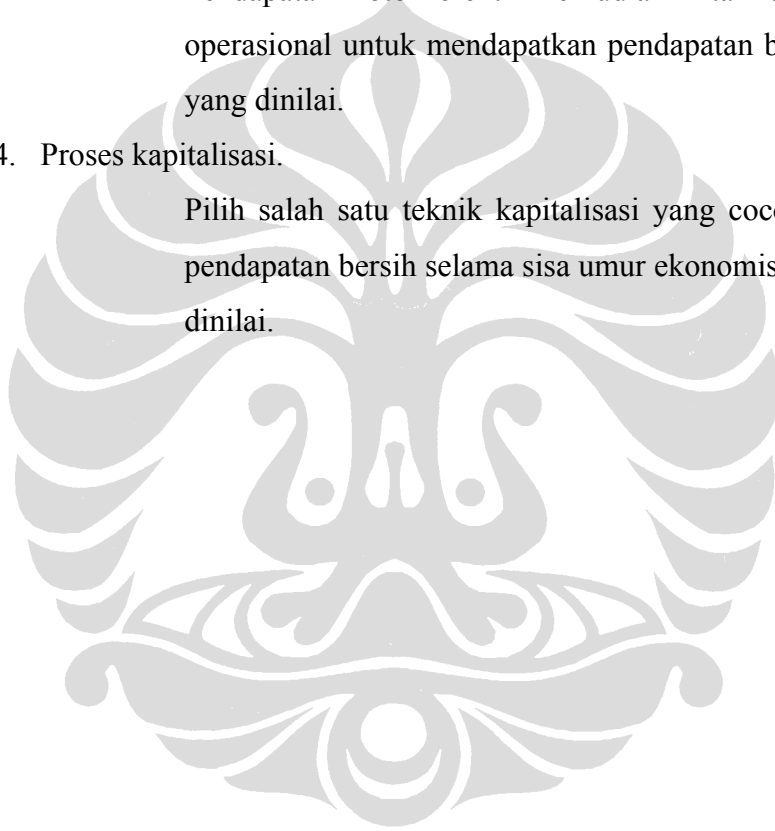 operasional untuk mendapatkan pendapatan
yang dinilai.
4. Proses kapitalisasi.
Pilih salah satu teknik kapitalisasi yang
pendapatan bersih selama sisa umur ekonomis
dinilai.